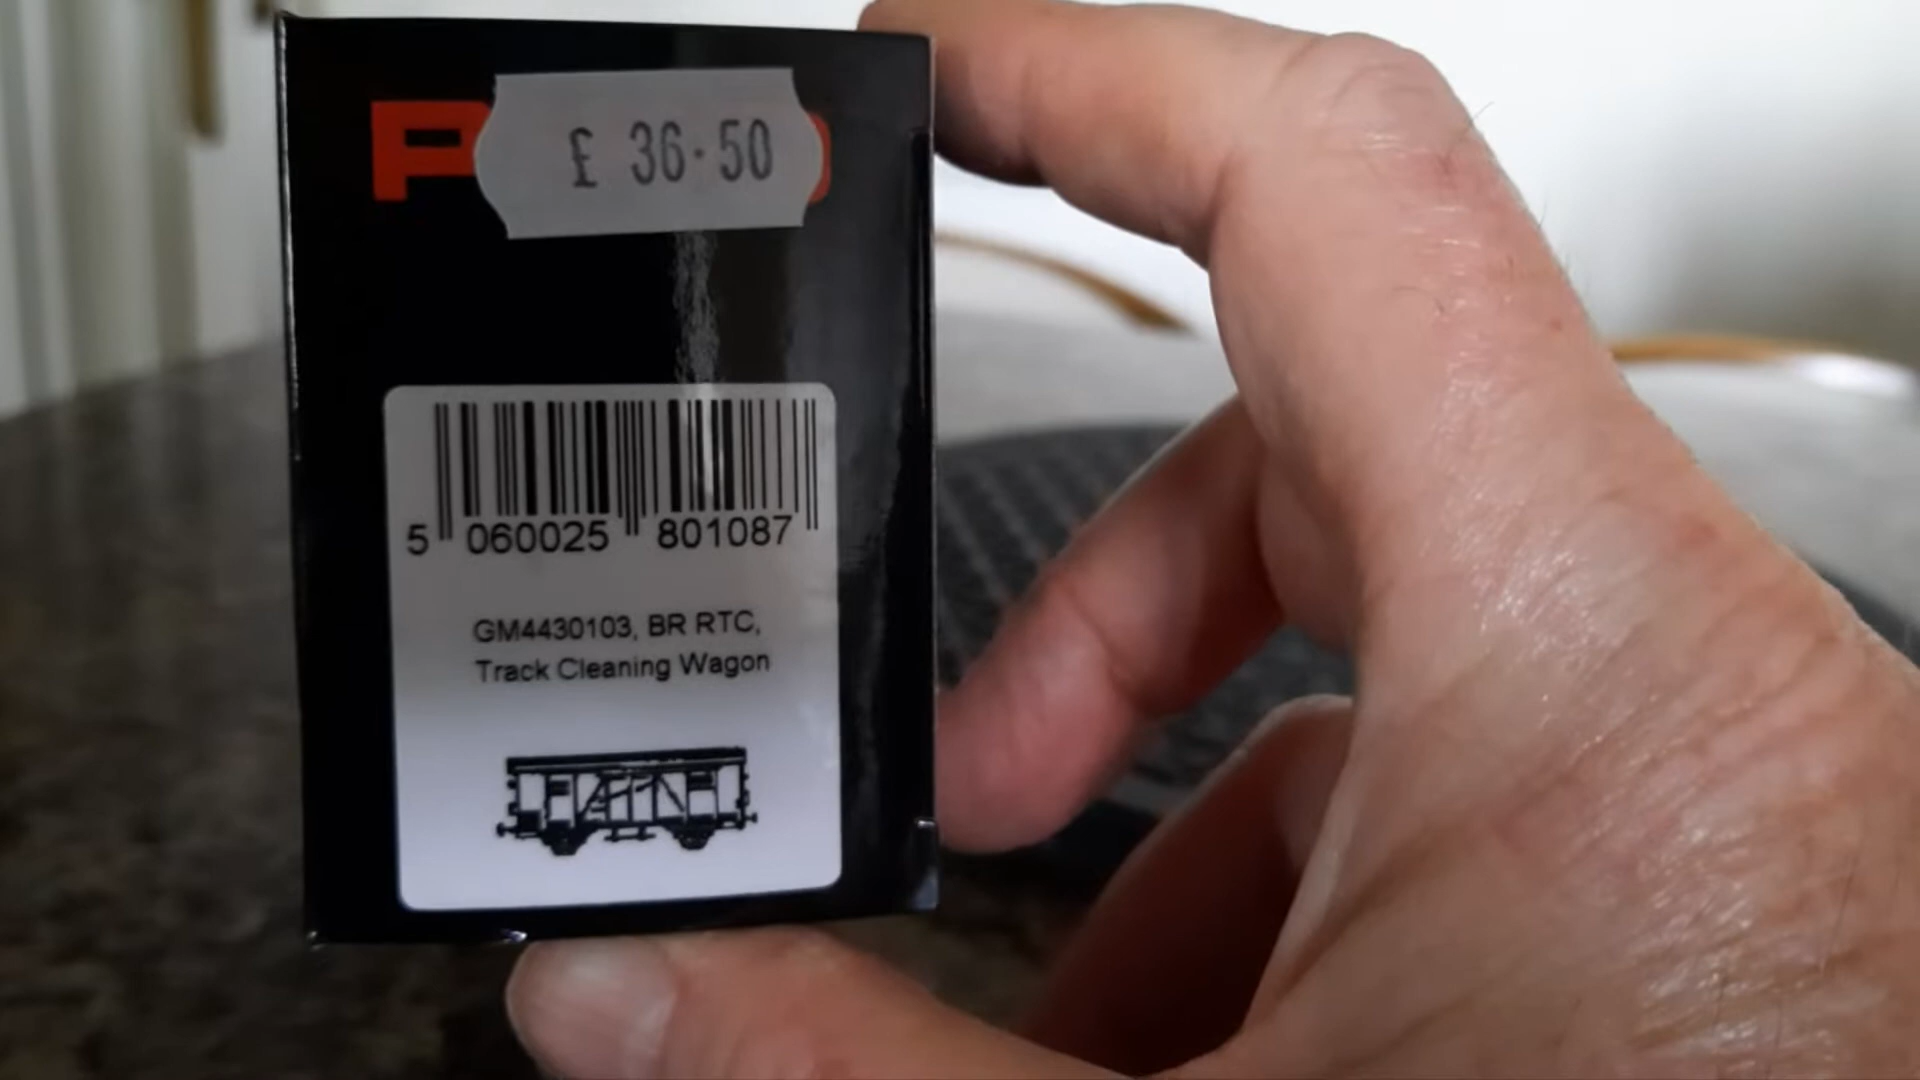 £ 36·50
5 060025 801087
GM4430103, BR RTC,
Track Cleaning Wagon